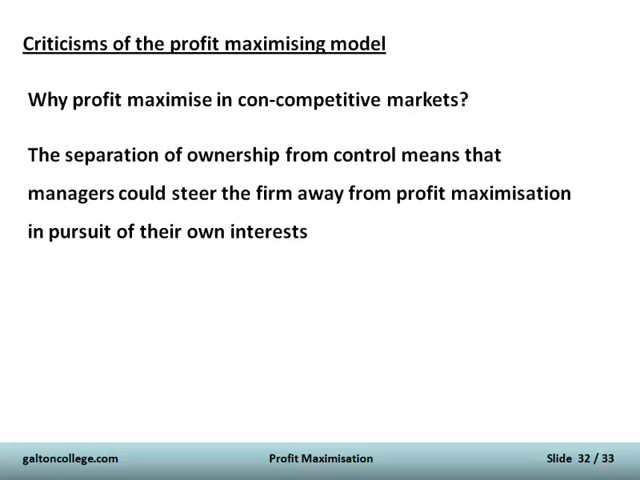 Criticisms of the profit maximising model
Why profit maximise in con-competitive markets?
The separation of ownership from control means that
managers could steer the firm away from profit maximisation
in pursuit of their own interests
galtoncollege.com Profit Maximisation Slide 32 / 33